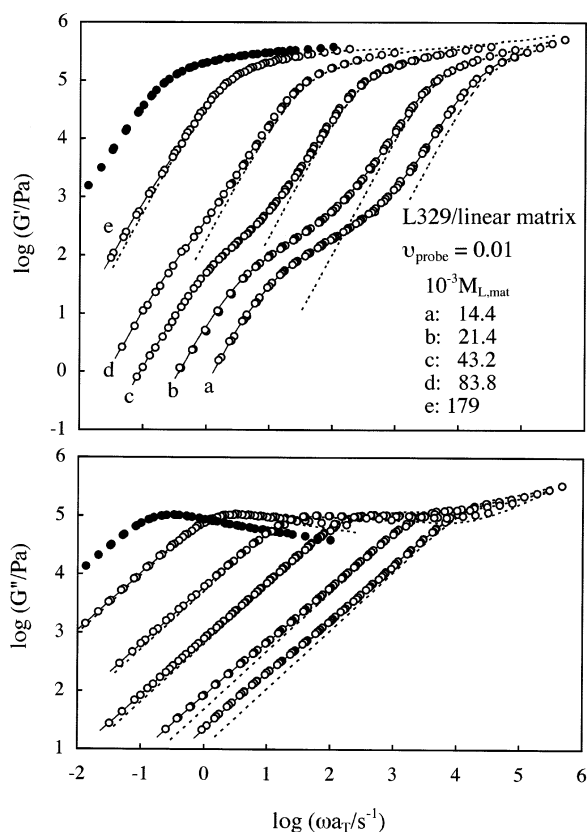 6
5
4
3
2
1
0
-1
log (G'/Pa)
e
d
c
b
a
L329/linear matrix
υprobe = 0.01
10⁻³M_L,mat
a: 14.4
b: 21.4
c: 43.2
d: 83.8
e: 179
6
5
4
3
2
1
log (G''/Pa)
-2 -1 0 1 2 3 4 5 6
log (ωa_T/s⁻¹)